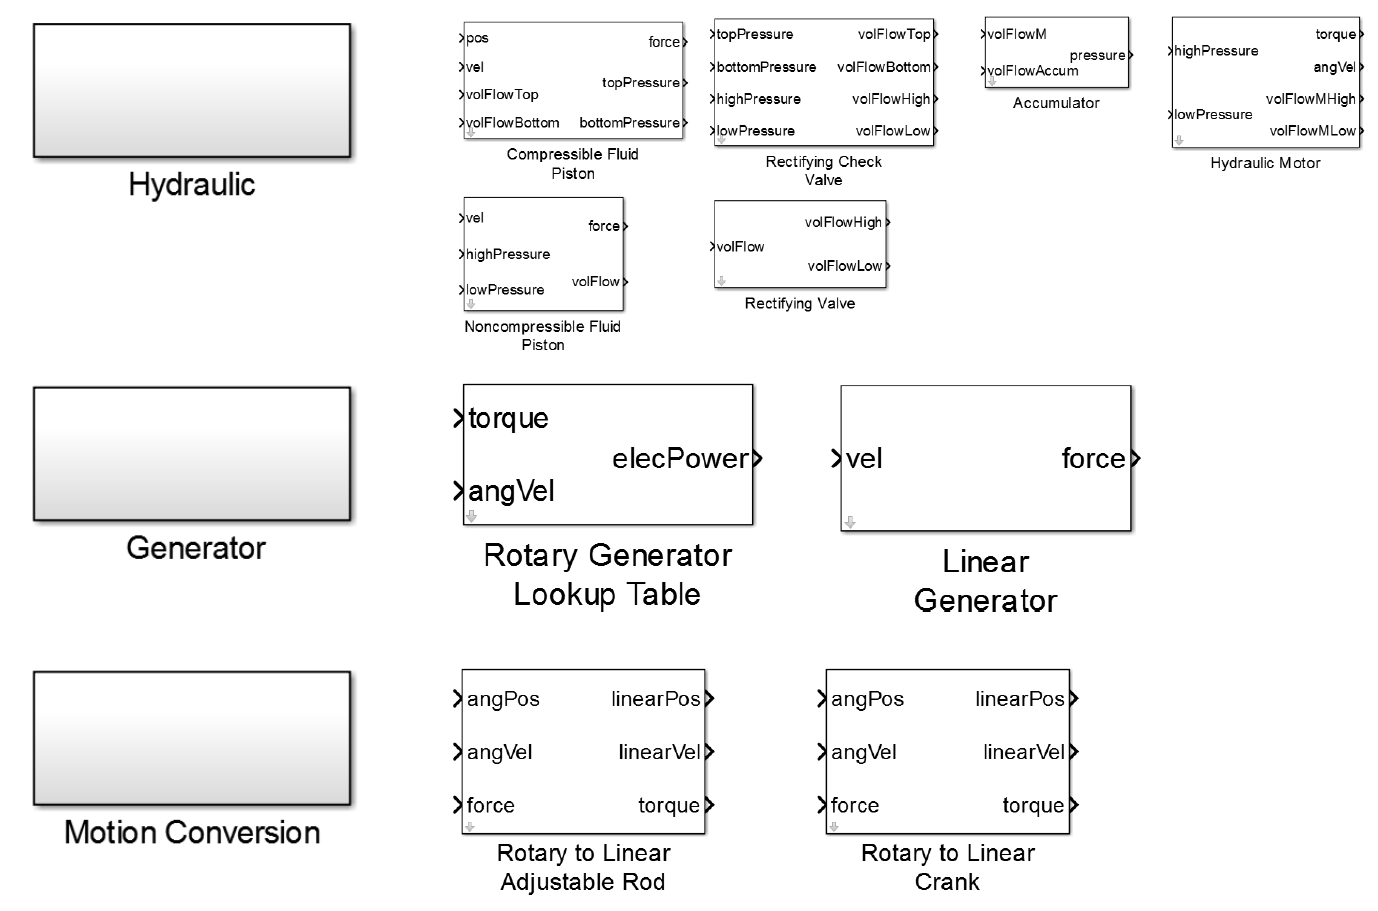 Hydraulic
pos
vel
volFlowTop
volFlowBottom
force
topPressure
bottomPressure
Compressible Fluid
Piston
topPressure
bottomPressure
highPressure
lowPressure
volFlowTop
volFlowBottom
volFlowHigh
volFlowLow
Rectifying Check
Valve
volFlowM
volFlowAccum
pressure
Accumulator
highPressure
lowPressure
torque
angVel
volFlowMHigh
volFlowMLow
Hydraulic Motor
vel
highPressure
lowPressure
force
volFlow
Noncompressible Fluid
Piston
volFlow
volFlowHigh
volFlowLow
Rectifying Valve
Generator
torque
angVel
elecPower
Rotary Generator
Lookup Table
vel
force
Linear
Generator
Motion Conversion
angPos
angVel
force
linearPos
linearVel
torque
Rotary to Linear
Adjustable Rod
angPos
angVel
force
linearPos
linearVel
torque
Rotary to Linear
Crank